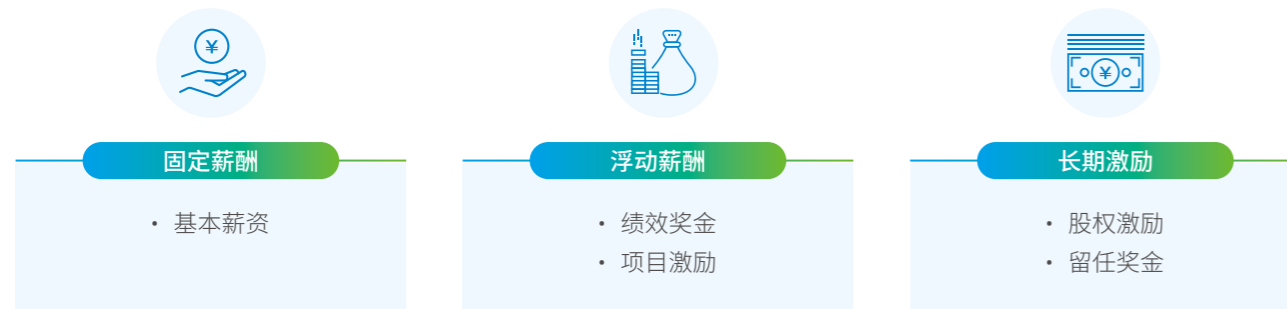 ¥
¥
固定薪酬
浮动薪酬
长期激励
• 基本薪资
• 绩效奖金
• 项目激励
• 股权激励
• 留任奖金